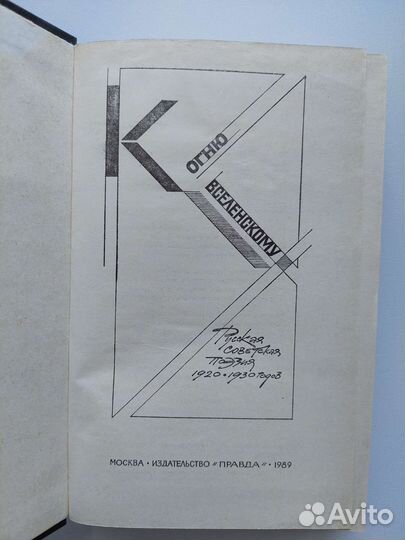 К
ОГНЮ
ВСЕЛЕНСКОМУ
Русская
советская
поэзия
1920 • 1930 годов
МОСКВА • ИЗДАТЕЛЬСТВО «ПРАВДА» • 1989
Avito